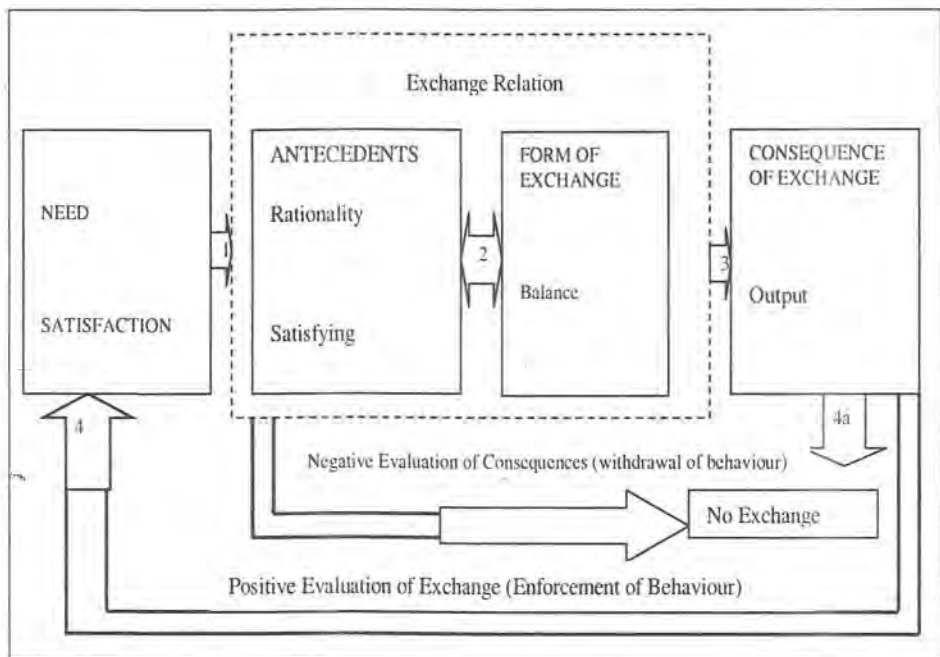 Exchange Relation
NEED
SATISFACTION
1
ANTECEDENTS
Rationality
Satisfying
2
FORM OF
EXCHANGE
Balance
3
CONSEQUENCE
OF EXCHANGE
Output
4
4a
Negative Evaluation of Consequences (withdrawal of behaviour)
No Exchange
Positive Evaluation of Exchange (Enforcement of Behaviour)